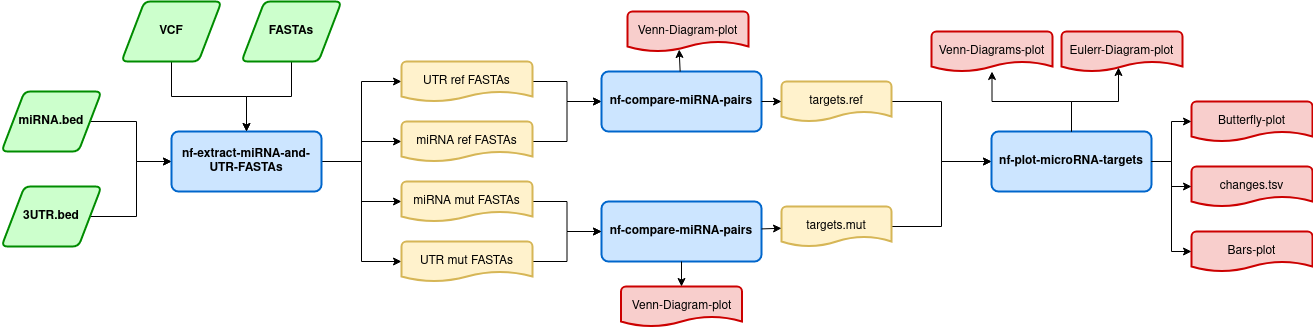 VCF
FASTAs
miRNA.bed
3UTR.bed
nf-extract-miRNA-and-
UTR-FASTAs
UTR ref FASTAs
miRNA ref FASTAs
miRNA mut FASTAs
UTR mut FASTAs
Venn-Diagram-plot
nf-compare-miRNA-pairs
targets.ref
nf-compare-miRNA-pairs
targets.mut
Venn-Diagram-plot
Venn-Diagrams-plot
Eulerr-Diagram-plot
nf-plot-microRNA-targets
Butterfly-plot
changes.tsv
Bars-plot